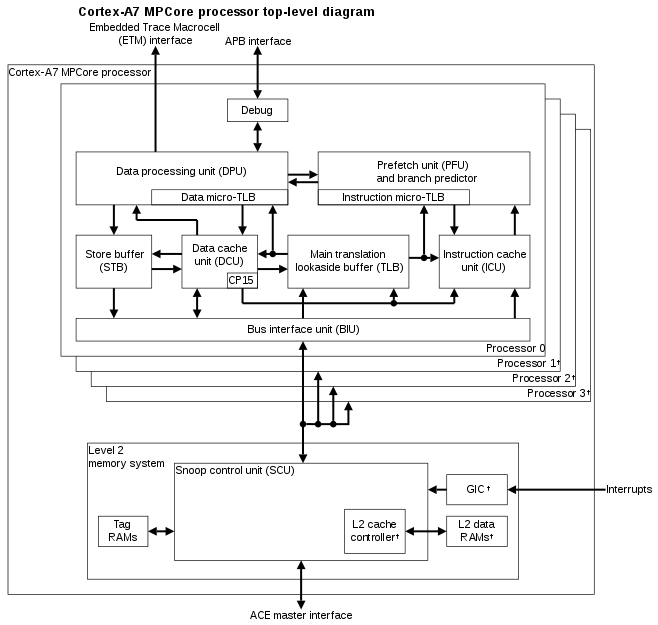 Cortex-A7 MPCore processor top-level diagram
Embedded Trace Macrocell
(ETM) interface
APB interface
Cortex-A7 MPCore processor
Debug
Data processing unit (DPU)
Data micro-TLB
Prefetch unit (PFU)
and branch predictor
Instruction micro-TLB
Store buffer
(STB)
Data cache
unit (DCU)
CP15
Main translation
lookaside buffer (TLB)
Instruction cache
unit (ICU)
Bus interface unit (BIU)
Processor 0
Processor 1†
Processor 2†
Processor 3†
Level 2
memory system
Snoop control unit (SCU)
GIC†
Interrupts
Tag
RAMs
L2 cache
controller†
L2 data
RAMs†
ACE master interface